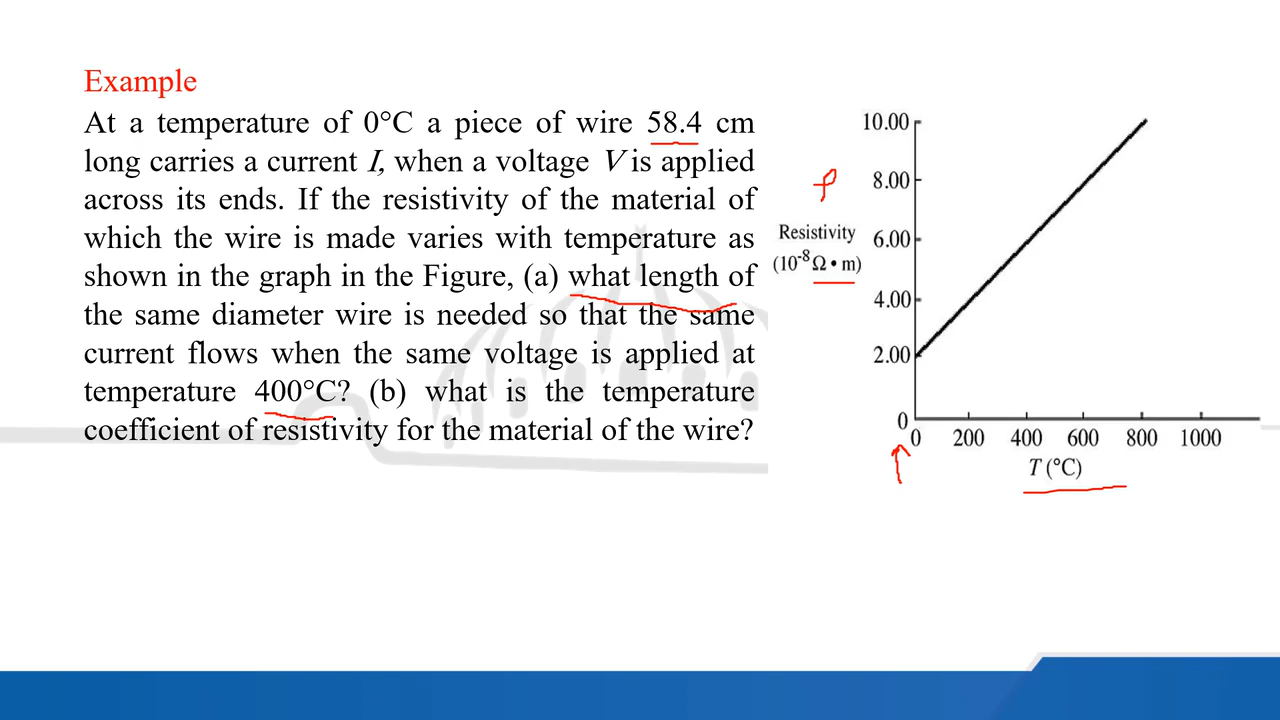 Example
At a temperature of 0°C a piece of wire 58.4 cm
long carries a current I, when a voltage V is applied
across its ends. If the resistivity of the material of
which the wire is made varies with temperature as
shown in the graph in the Figure, (a) what length of
the same diameter wire is needed so that the same
current flows when the same voltage is applied at
temperature 400°C? (b) what is the temperature
coefficient of resistivity for the material of the wire?
10.00
8.00
ρ
Resistivity
(10⁻⁸ Ω • m)
6.00
4.00
2.00
0
0 200 400 600 800 1000
T (°C)